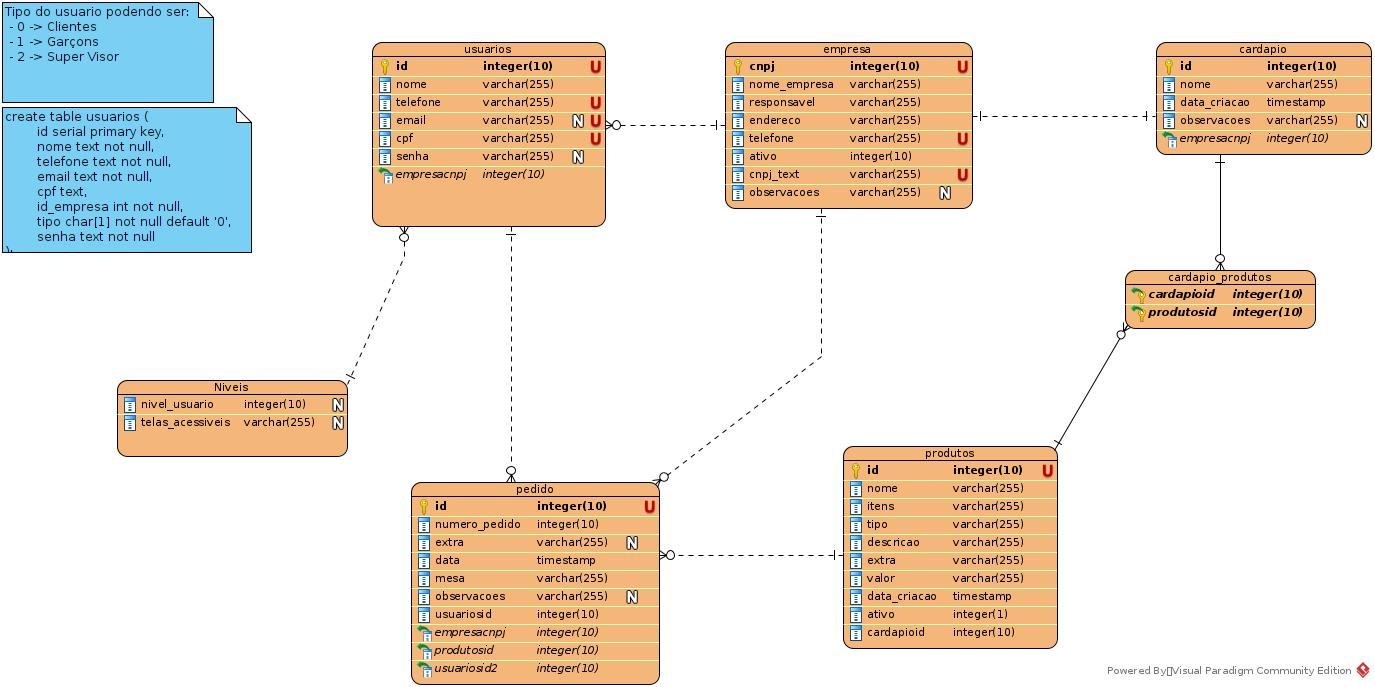 Tipo do usuario podendo ser:
- 0 -> Clientes
- 1 -> Garçons
- 2 -> Super Visor
create table usuarios (
id serial primary key,
nome text not null,
telefone text not null,
email text not null,
cpf text,
id_empresa int not null,
tipo char[1] not null default '0',
senha text not null
);
usuarios
id integer(10) U
nome varchar(255)
telefone varchar(255) U
email varchar(255) N U
cpf varchar(255) U
senha varchar(255) N
empresacnpj integer(10)
empresa
cnpj integer(10) U
nome_empresa varchar(255)
responsavel varchar(255)
endereco varchar(255)
telefone varchar(255) U
ativo integer(10)
cnpj_text varchar(255) U
observacoes varchar(255) N
cardapio
id integer(10)
nome varchar(255)
data_criacao timestamp
observacoes varchar(255) N
empresacnpj integer(10)
cardapio_produtos
cardapioid integer(10)
produtosid integer(10)
Niveis
nivel_usuario integer(10) N
telas_acessiveis varchar(255) N
pedido
id integer(10) U
numero_pedido integer(10)
extra varchar(255) N
data timestamp
mesa varchar(255)
observacoes varchar(255) N
usuariosid integer(10)
empresacnpj integer(10)
produtosid integer(10)
usuariosid2 integer(10)
produtos
id integer(10) U
nome varchar(255)
itens varchar(255)
tipo varchar(255)
descricao varchar(255)
extra varchar(255)
valor varchar(255)
data_criacao timestamp
ativo integer(1)
cardapioid integer(10)
Powered By▯Visual Paradigm Community Edition